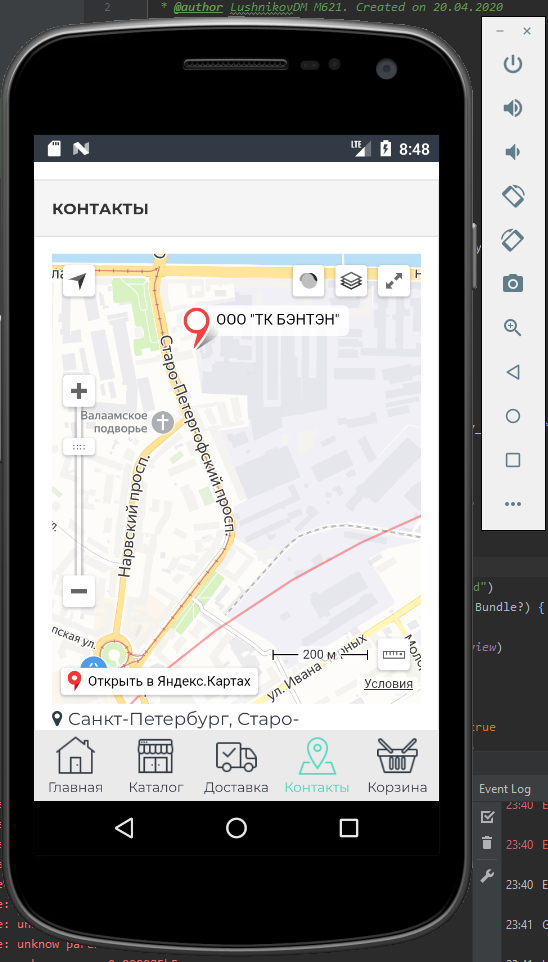 2 * @author LushnikovDM M621. Created on 20.04.2020
LTE 8:48
КОНТАКТЫ
ООО "ТК БЭНТЭН"
Старо-Петергофский просп.
Валаамское
подворье
Нарвский просп.
200 м
ул. Ивана
Открыть в Яндекс.Картах
Условия
Санкт-Петербург, Старо-
Главная Каталог Доставка Контакты Корзина
d")
Bundle?) {
view)
true
Event Log
23:40 E
23:40 E
23:40 E
23:41 G